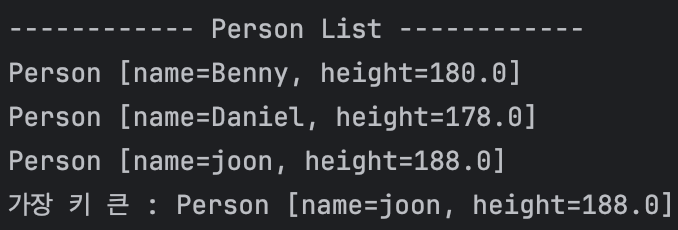 ------------ Person List ------------
Person [name=Benny, height=180.0]
Person [name=Daniel, height=178.0]
Person [name=joon, height=188.0]
가장 키 큰 : Person [name=joon, height=188.0]